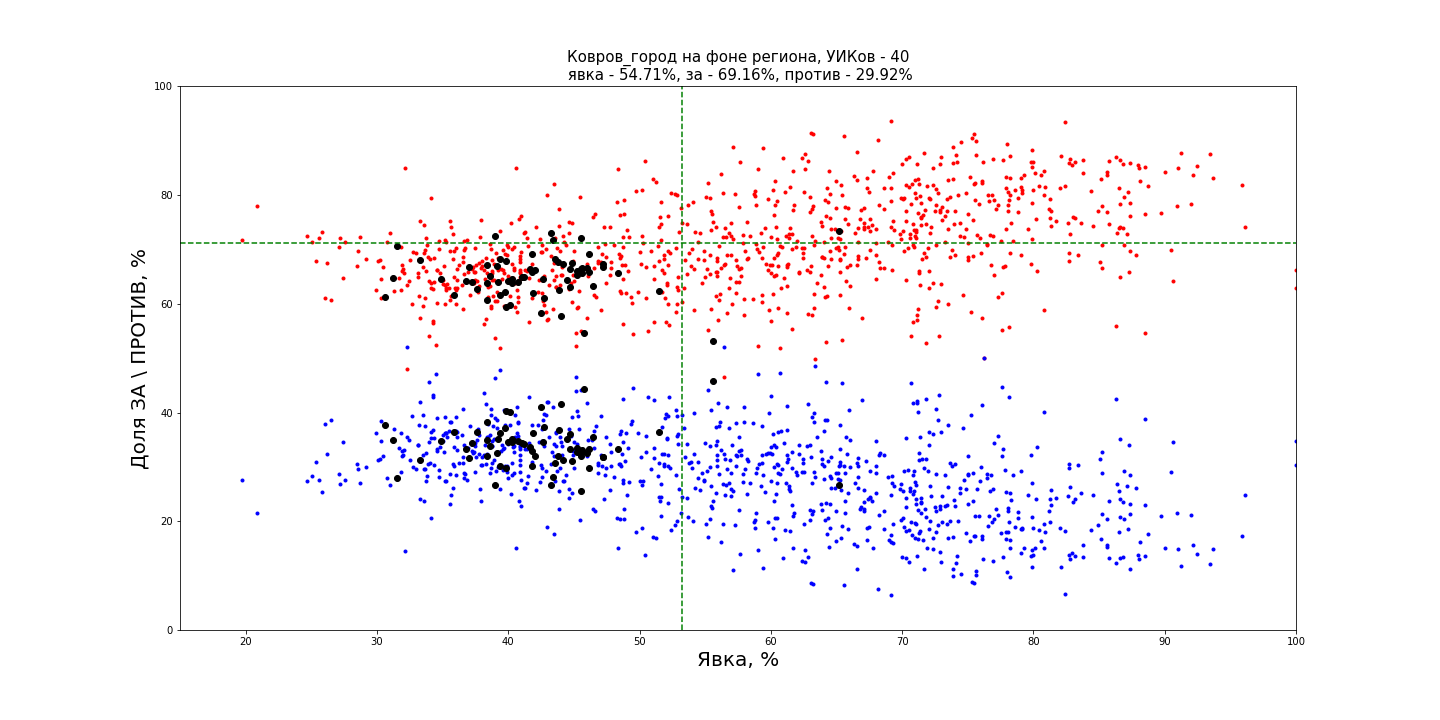 Ковров_город на фоне региона, УИКов - 40
явка - 54.71%, за - 69.16%, против - 29.92%
100
80
60
40
20
0
Доля ЗА \ ПРОТИВ, %
20 30 40 50 60 70 80 90 100
Явка, %